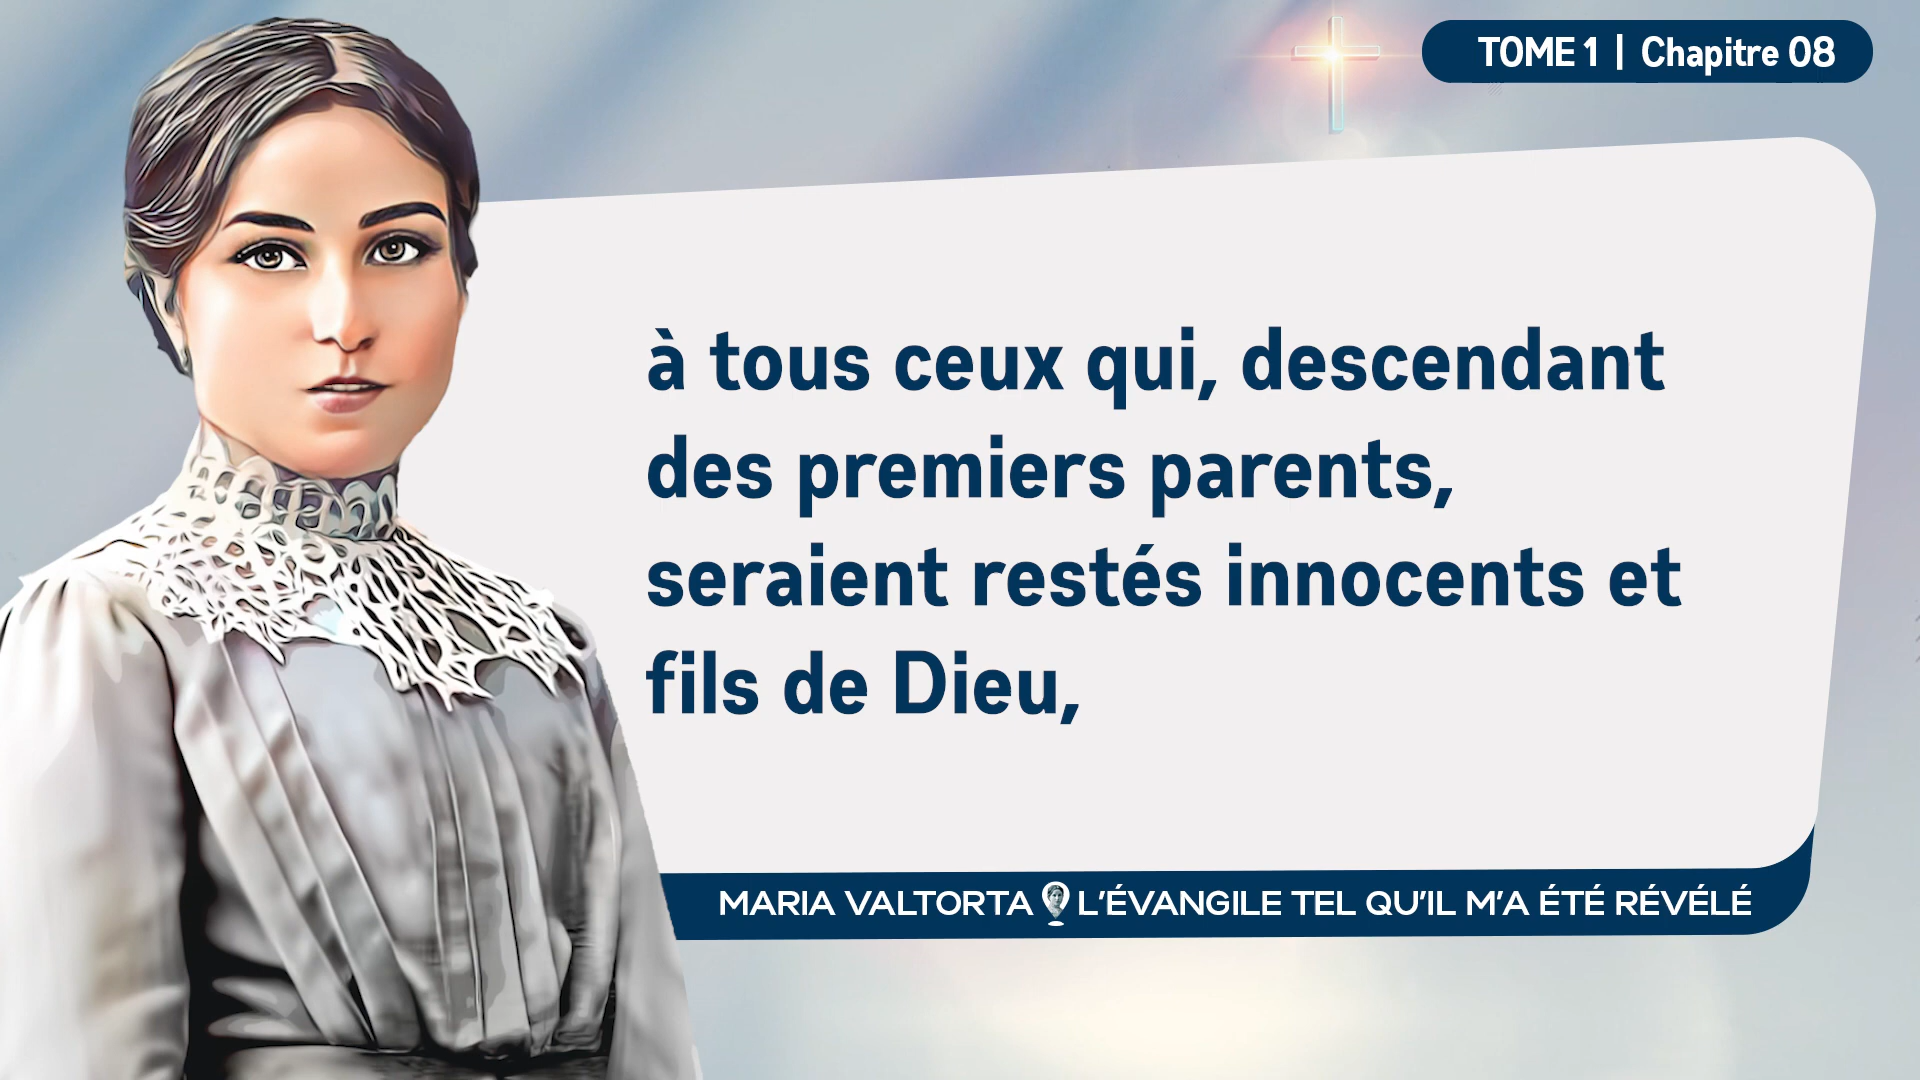 TOME 1 | Chapitre 08
à tous ceux qui, descendant
des premiers parents,
seraient restés innocents et
fils de Dieu,
MARIA VALTORTA L'ÉVANGILE TEL QU'IL M'A ÉTÉ RÉVÉLÉ